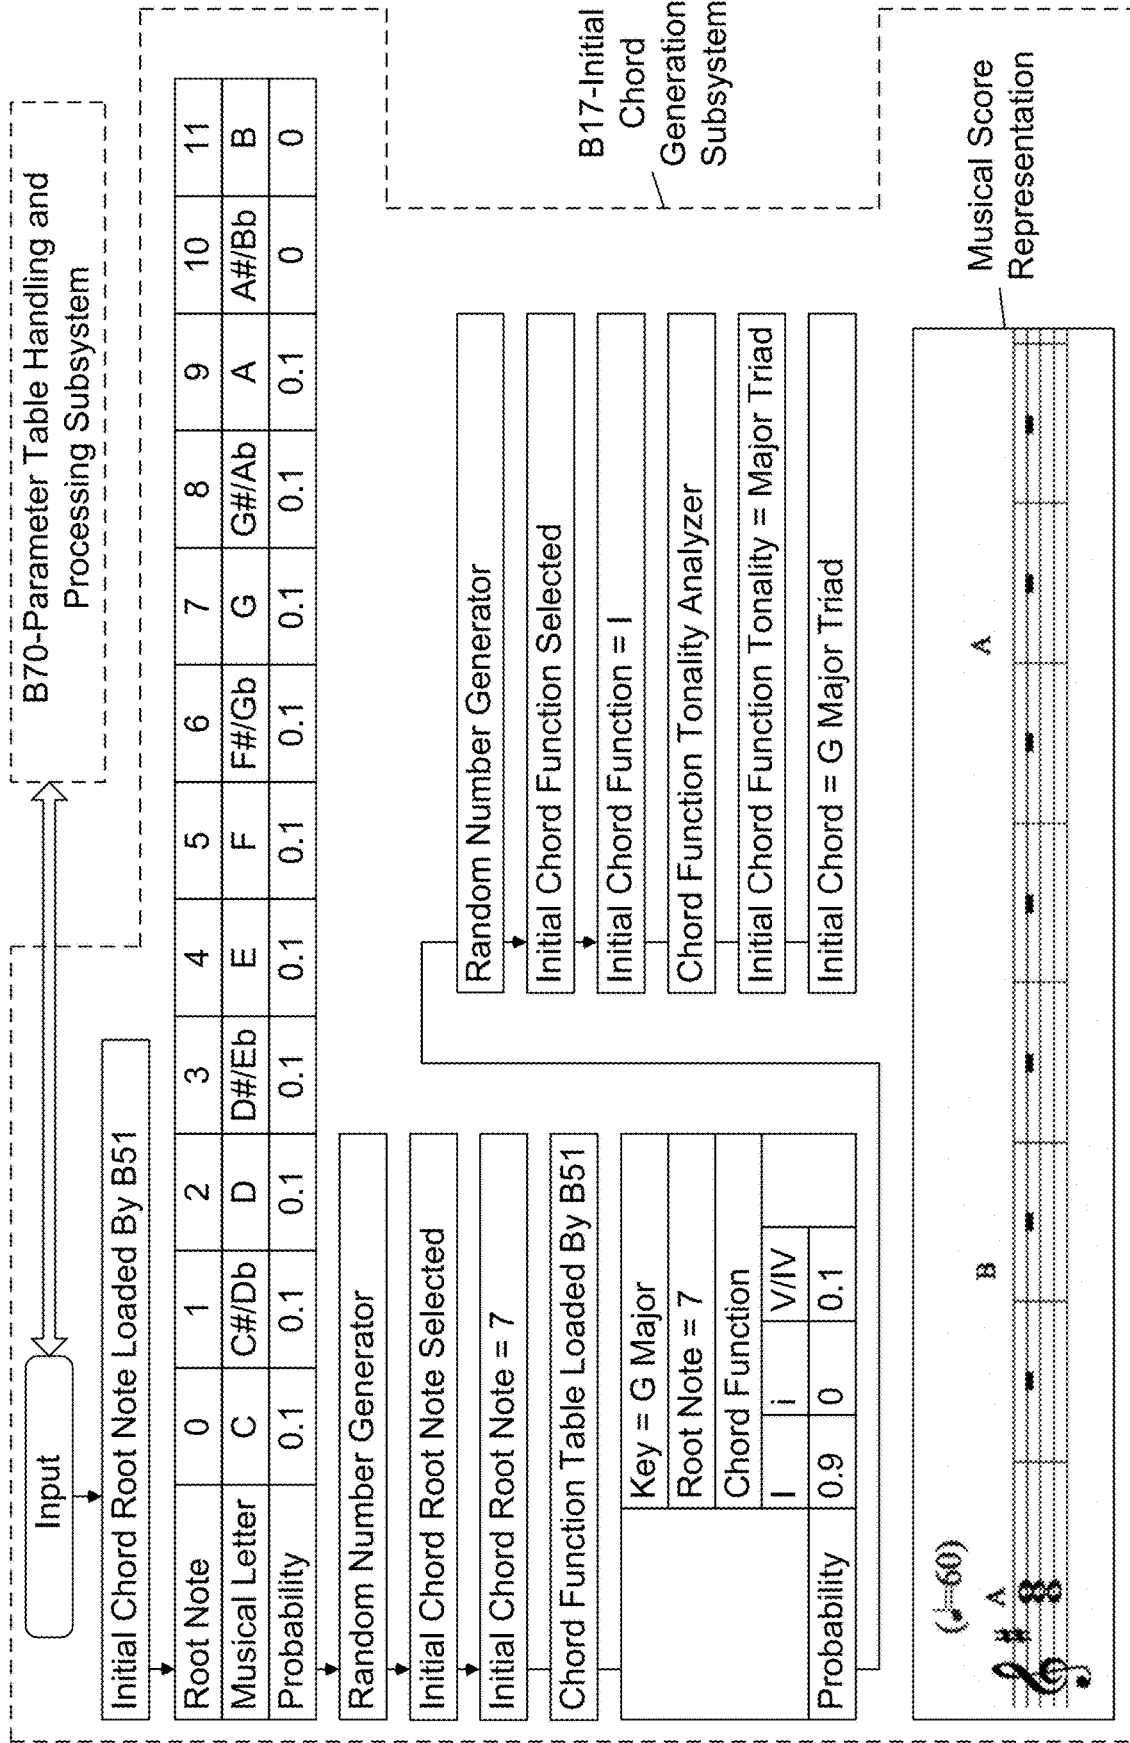 B70-Parameter Table Handling and
Processing Subsystem
Input
Initial Chord Root Note Loaded By B51
Root Note 0 1 2 3 4 5 6 7 8 9 10 11
Musical Letter C C#/Db D D#/Eb E F F#/Gb G G#/Ab A A#/Bb B
Probability 0.1 0.1 0.1 0.1 0.1 0.1 0.1 0.1 0.1 0.1 0 0
Random Number Generator
Initial Chord Root Note Selected
Initial Chord Root Note = 7
Chord Function Table Loaded By B51
Key = G Major
Root Note = 7
Chord Function
I i V/IV
Probability 0.9 0 0.1
Random Number Generator
Initial Chord Function Selected
Initial Chord Function = I
Chord Function Tonality Analyzer
Initial Chord Function Tonality = Major Triad
Initial Chord = G Major Triad
B17-Initial
Chord
Generation
Subsystem
Musical Score
Representation
(♩=60)
A B A